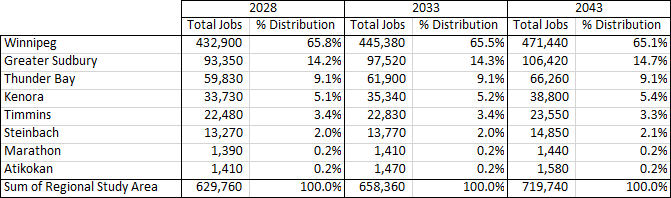 2028 2033 2043
Total Jobs % Distribution Total Jobs % Distribution Total Jobs % Distribution
Winnipeg 432,900 65.8% 445,380 65.5% 471,440 65.1%
Greater Sudbury 93,350 14.2% 97,520 14.3% 106,420 14.7%
Thunder Bay 59,830 9.1% 61,900 9.1% 66,260 9.1%
Kenora 33,730 5.1% 35,340 5.2% 38,800 5.4%
Timmins 22,480 3.4% 22,830 3.4% 23,550 3.3%
Steinbach 13,270 2.0% 13,770 2.0% 14,850 2.1%
Marathon 1,390 0.2% 1,410 0.2% 1,440 0.2%
Atikokan 1,410 0.2% 1,470 0.2% 1,580 0.2%
Sum of Regional Study Area 629,760 100.0% 658,360 100.0% 719,740 100.0%